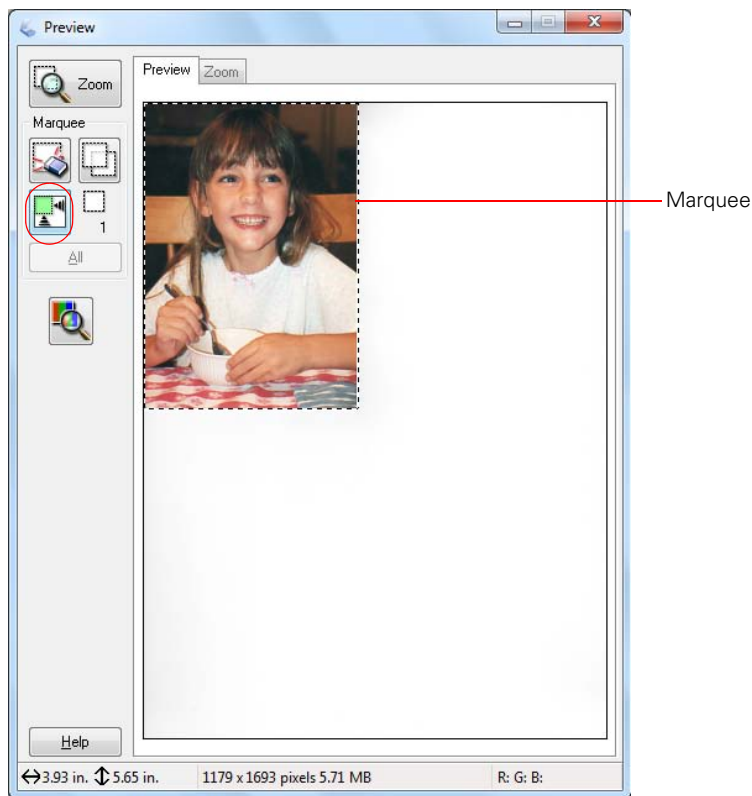 Preview
Zoom
Preview
Zoom
Marquee
1
All
Help
3.93 in. 5.65 in. 1179 x 1693 pixels 5.71 MB R: G: B:
Marquee